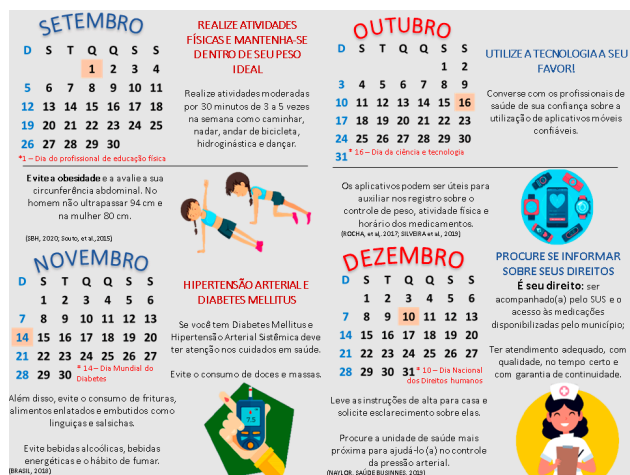 SETEMBRO
D S T Q Q S S
1 2 3 4
5 6 7 8 9 10 11
12 13 14 15 16 17 18
19 20 21 22 23 24 25
26 27 28 29 30
*1 – Dia do profissional de educação física
REALIZE ATIVIDADES
FÍSICAS E MANTENHA-SE
DENTRO DE SEU PESO
IDEAL
Realize atividades moderadas
por 30 minutos de 3 a 5 vezes
na semana como caminhar,
nadar, andar de bicicleta,
hidroginástica e dançar.
Evite a obesidade e a avalie a sua
circunferência abdominal. No
homem não ultrapassar 94 cm e
na mulher 80 cm.
(SBH, 2020; Souto, et al.,2015)
OUTUBRO
D S T Q Q S S
1 2
3 4 5 6 7 8 9
10 11 12 13 14 15 16
17 18 19 20 21 22 23
24 25 26 27 28 29 30
31 * 16 – Dia da ciência e tecnologia
UTILIZE A TECNOLOGIA A SEU
FAVOR!
Converse com os profissionais de
saúde de sua confiança sobre a
utilização de aplicativos móveis
confiáveis.
Os aplicativos podem ser úteis para
auxiliar nos registro sobre o
controle de peso, atividade física e
horário dos medicamentos.
(ROCHA, et al, 2017; SILVEIRA et al., 2019)
NOVEMBRO
D S T Q Q S S
1 2 3 4 5 6
7 8 9 10 11 12 13
14 15 16 17 18 19 20
21 22 23 24 25 26 27
28 29 30 * 14 – Dia Mundial do
Diabetes
HIPERTENSÃO ARTERIAL E
DIABETES MELLITUS
Se você tem Diabetes Mellitus e
Hipertensão Arterial Sistêmica deve
ter atenção nos cuidados em saúde.
Evite o consumo de doces e massas.
Além disso, evite o consumo de frituras,
alimentos enlatados e embutidos como
linguiças e salsichas.
Evite bebidas alcoólicas, bebidas
energéticas e o hábito de fumar.
(BRASIL, 2013)
75
DEZEMBRO
D S T Q Q S S
1 2 3 4 5 6
7 8 9 10 11 12 13
14 15 16 17 18 19 20
21 22 23 24 25 26 27
28 29 30 31 * 10 – Dia Nacional
dos Direitos humanos
PROCURE SE INFORMAR
SOBRE SEUS DIREITOS
É seu direito: ser
acompanhado(a) pelo SUS e o
acesso às medicações
disponibilizadas pelo município;
Ter atendimento adequado, com
qualidade, no tempo certo e
com garantia de continuidade.
Leve as instruções de alta para casa e
solicite esclarecimento sobre elas.
Procure a unidade de saúde mais
próxima para ajudá-lo(a) no controle
da pressão arterial.
(NAYLOR, SAÚDE BUSINNES, 2019)